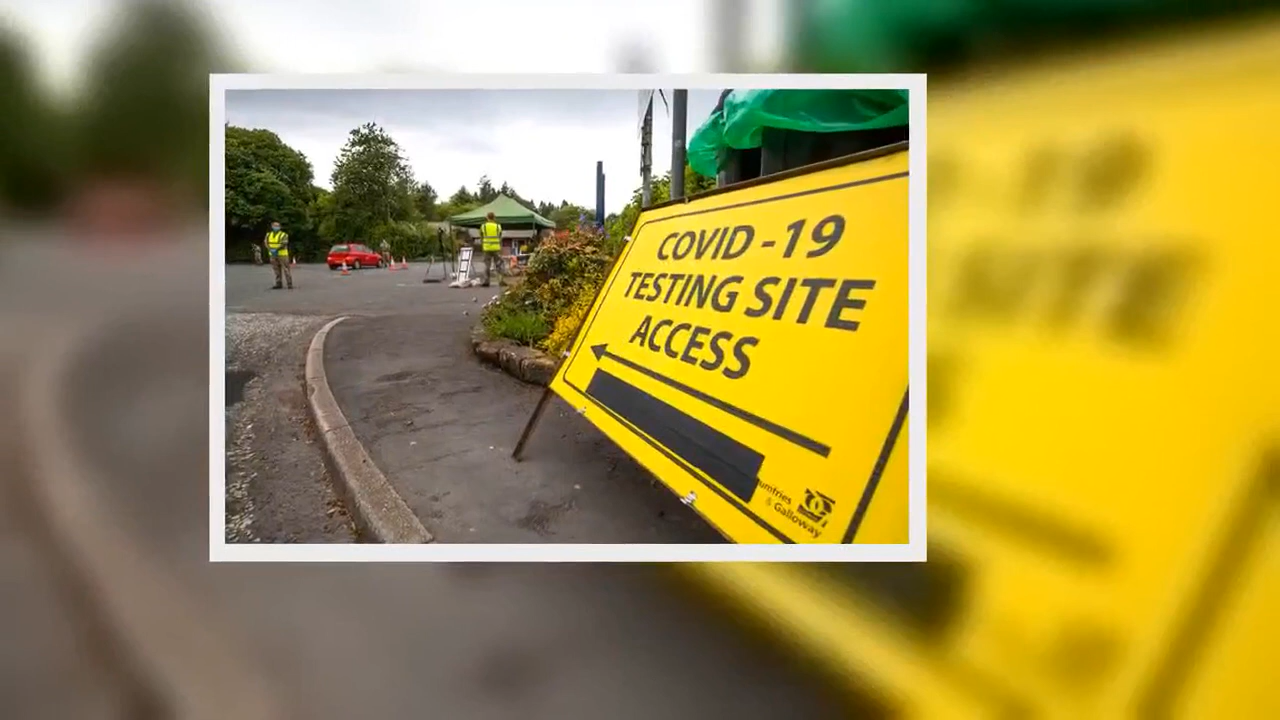 COVID-19
TESTING SITE
ACCESS
umfries
& Galloway